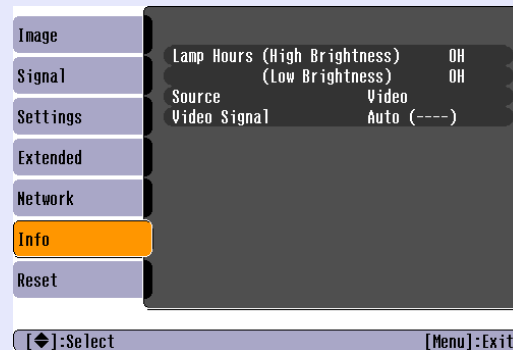 Image
Signal
Settings
Extended
Network
Info
Reset
Lamp Hours (High Brightness) 0H
(Low Brightness) 0H
Source Video
Video Signal Auto (----)
[◆]:Select [Menu]:Exit